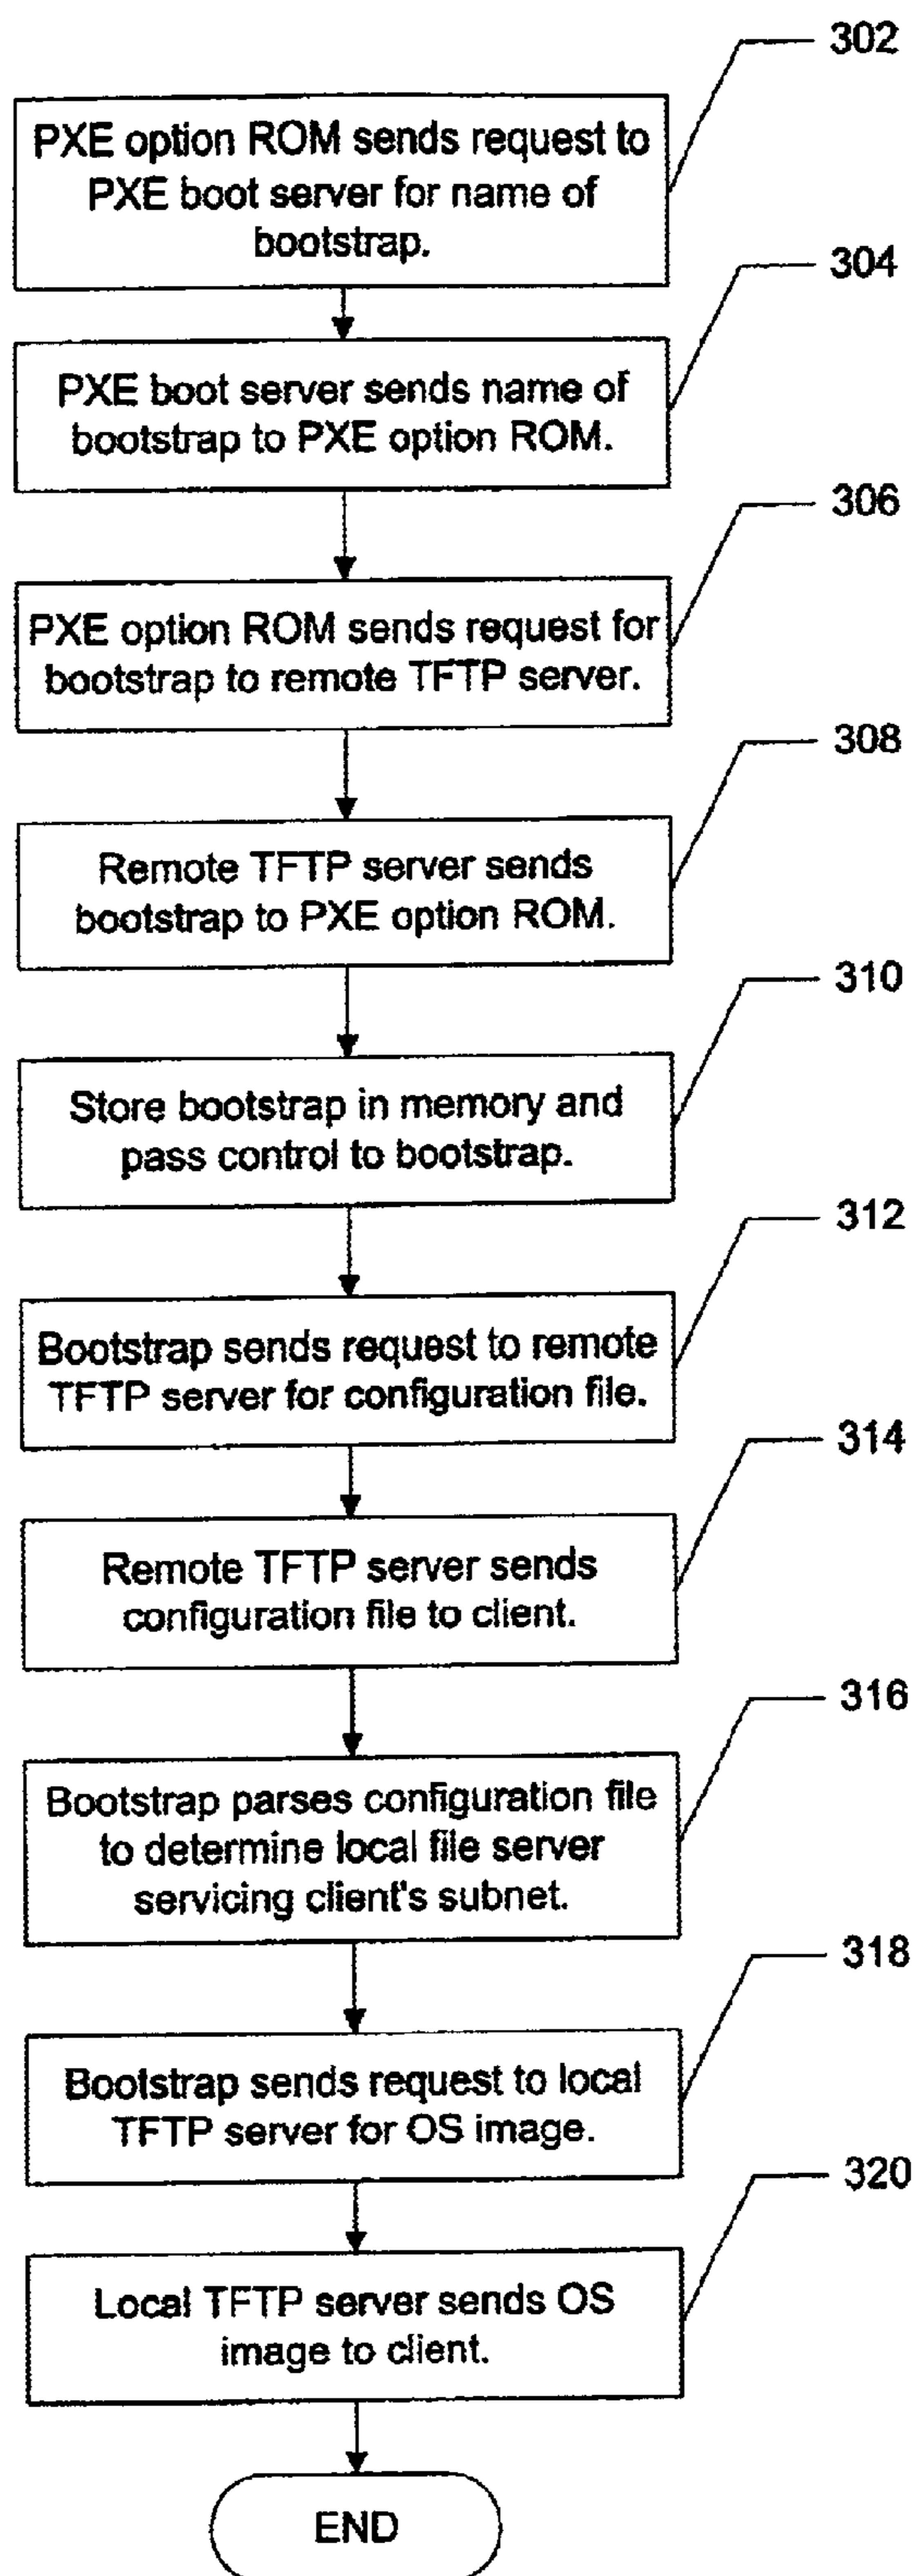 302
PXE option ROM sends request to
PXE boot server for name of
bootstrap.
304
PXE boot server sends name of
bootstrap to PXE option ROM.
306
PXE option ROM sends request for
bootstrap to remote TFTP server.
308
Remote TFTP server sends
bootstrap to PXE option ROM.
310
Store bootstrap in memory and
pass control to bootstrap.
312
Bootstrap sends request to remote
TFTP server for configuration file.
314
Remote TFTP server sends
configuration file to client.
316
Bootstrap parses configuration file
to determine local file server
servicing client's subnet.
318
Bootstrap sends request to local
TFTP server for OS image.
320
Local TFTP server sends OS
image to client.
END